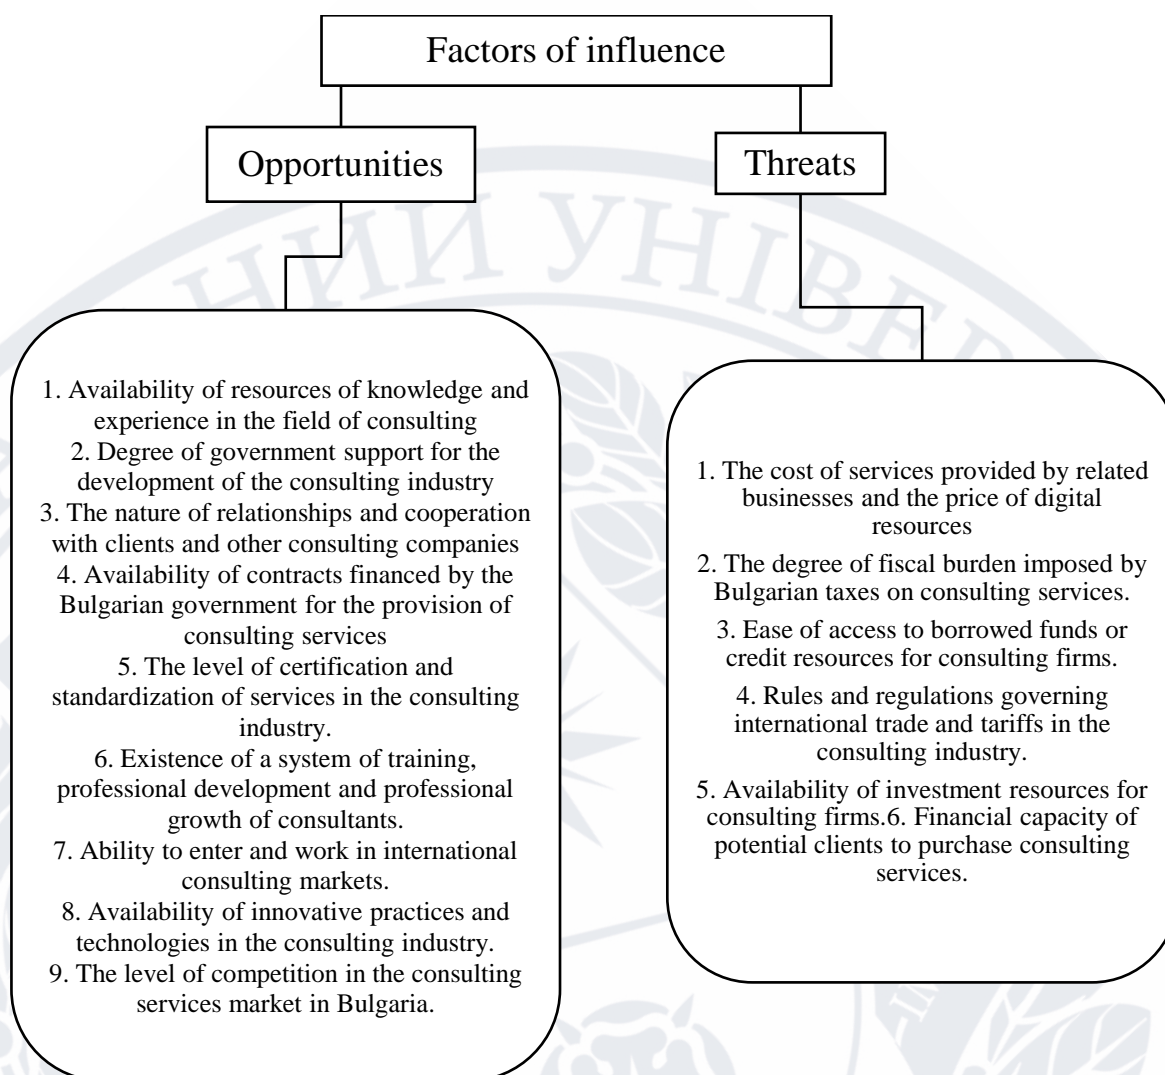 Factors of influence
Opportunities
Threats
1. Availability of resources of knowledge and
experience in the field of consulting
2. Degree of government support for the
development of the consulting industry
3. The nature of relationships and cooperation
with clients and other consulting companies
4. Availability of contracts financed by the
Bulgarian government for the provision of
consulting services
5. The level of certification and
standardization of services in the consulting
industry.
6. Existence of a system of training,
professional development and professional
growth of consultants.
7. Ability to enter and work in international
consulting markets.
8. Availability of innovative practices and
technologies in the consulting industry.
9. The level of competition in the consulting
services market in Bulgaria.
1. The cost of services provided by related
businesses and the price of digital
resources
2. The degree of fiscal burden imposed by
Bulgarian taxes on consulting services.
3. Ease of access to borrowed funds or
credit resources for consulting firms.
4. Rules and regulations governing
international trade and tariffs in the
consulting industry.
5. Availability of investment resources for
consulting firms.6. Financial capacity of
potential clients to purchase consulting
services.